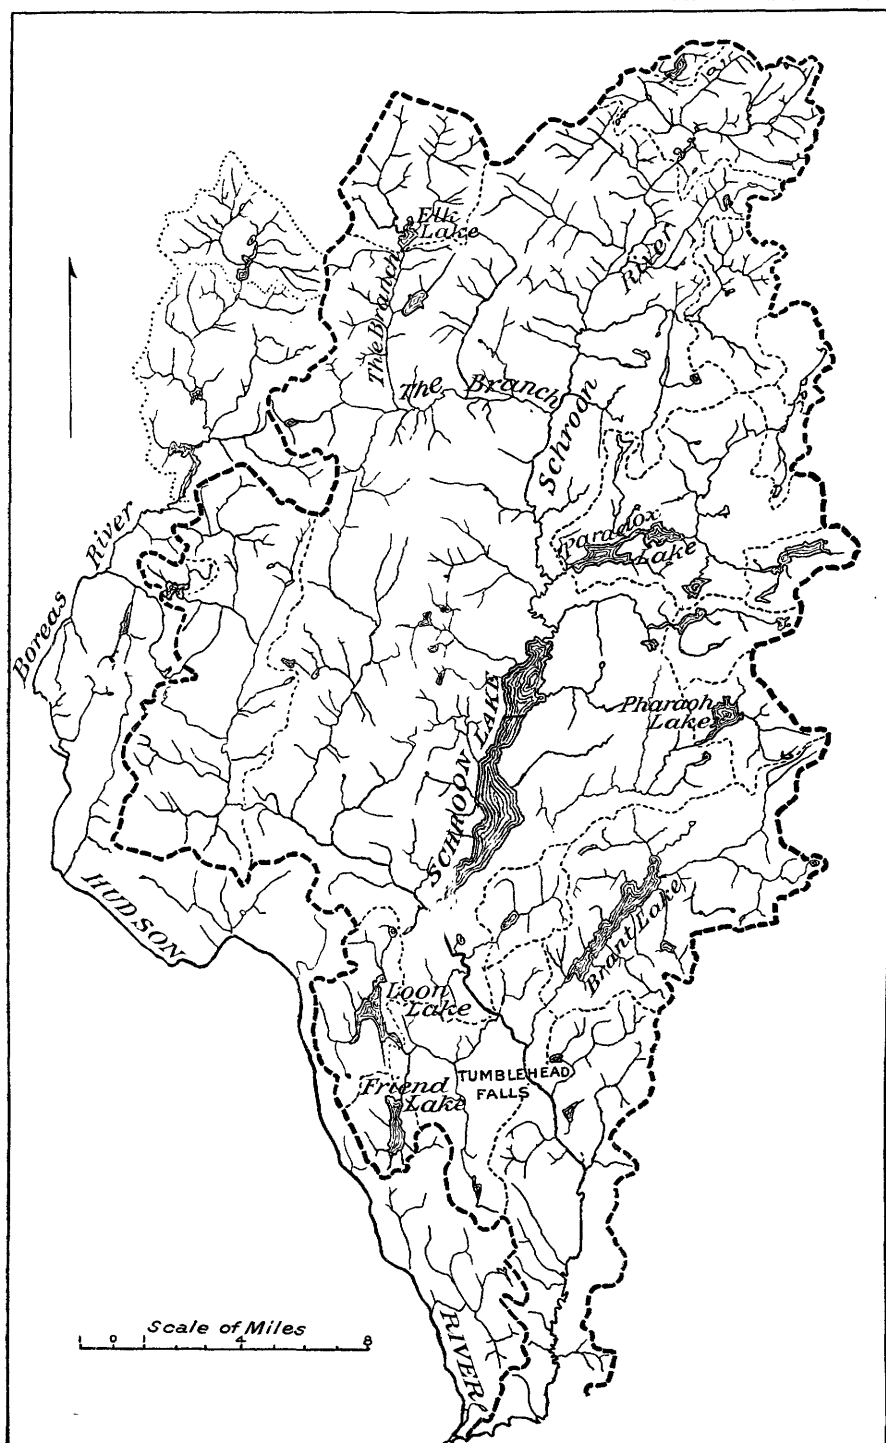 Elk
Lake
River
The Branch
The Branch
Schroon
Paradox
Lake
Boreas River
Pharaoh
Lake
SCHROON LAKE
HUDSON
Brant Lake
Loon
Lake
TUMBLEHEAD
FALLS
Friend
Lake
Scale of Miles
0 4 8
RIVER